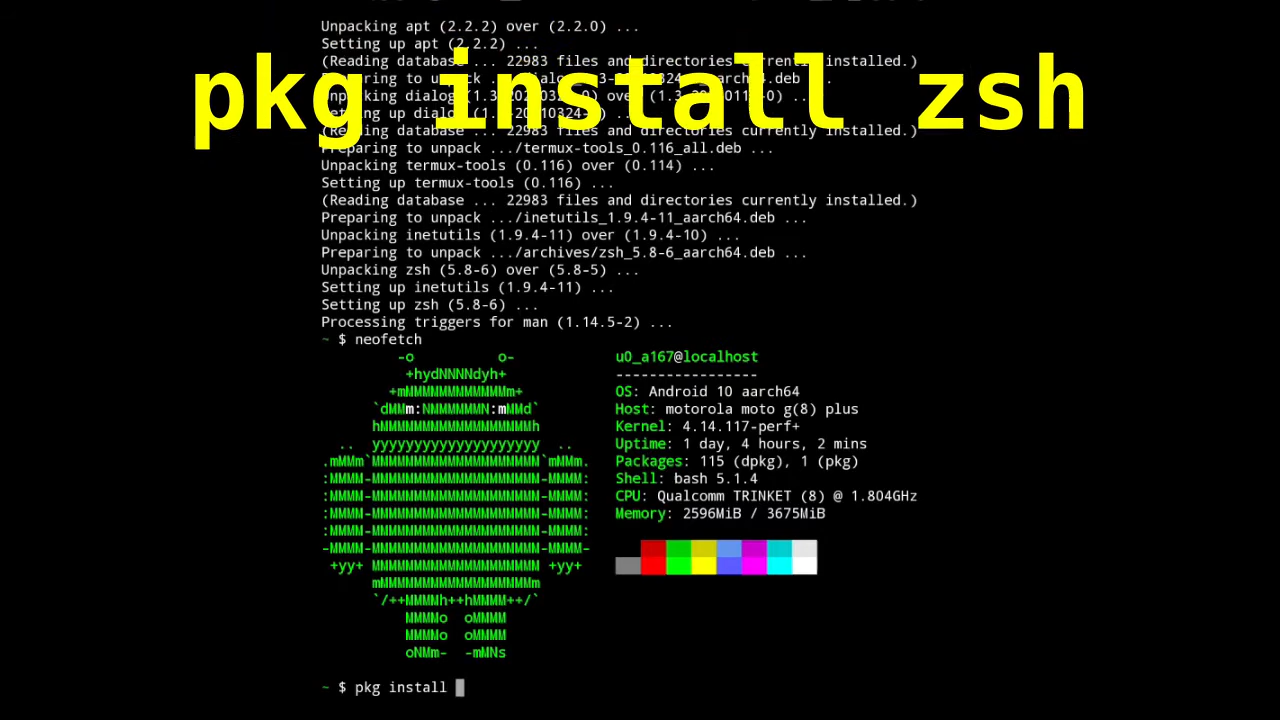 Unpacking apt (2.2.2) over (2.2.0) ...
Setting up apt (2.2.2) ...
(Reading database ... 22983 files and directories currently installed.)
pkg install zsh
Preparing to unpack
Unpacking dialog
(Reading database ... 22983 files and directories currently installed.)
Preparing to unpack .../termux-tools_0.116_all.deb ...
Unpacking termux-tools (0.116) over (0.114) ...
Setting up termux-tools (0.116) ...
(Reading database ... 22983 files and directories currently installed.)
Preparing to unpack .../inetutils_1.9.4-11_aarch64.deb ...
Unpacking inetutils (1.9.4-11) over (1.9.4-10) ...
Preparing to unpack .../archives/zsh_5.8-6_aarch64.deb ...
Unpacking zsh (5.8-6) over (5.8-5) ...
Setting up inetutils (1.9.4-11) ...
Setting up zsh (5.8-6) ...
Processing triggers for man (1.14.5-2) ...
~ $ neofetch
u0_a167@localhost
-----------------
OS: Android 10 aarch64
Host: motorola moto g(8) plus
Kernel: 4.14.117-perf+
Uptime: 1 day, 4 hours, 2 mins
Packages: 115 (dpkg), 1 (pkg)
Shell: bash 5.1.4
CPU: Qualcomm TRINKET (8) @ 1.804GHz
Memory: 2596MiB / 3675MiB
~ $ pkg install